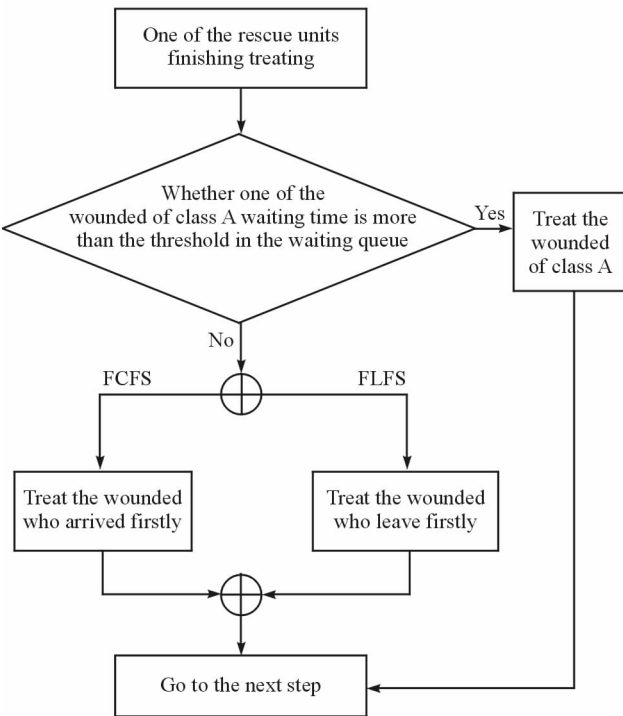 One of the rescue units
finishing treating
Whether one of the
wounded of class A waiting time is more
than the threshold in the waiting queue
Yes
Treat the
wounded
of class A
No
FCFS
FLFS
Treat the wounded
who arrived firstly
Treat the wounded
who leave firstly
Go to the next step